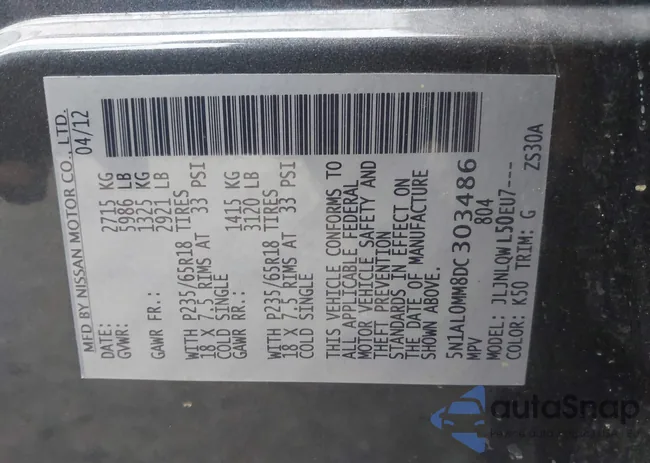 MFD BY NISSAN MOTOR CO., LTD.
04/12
GVWR: 2715 KG
5986 LB
GAWR FR.: 1325 KG
2921 LB
WITH P235/65R18 TIRES
18 X 7.5 RIMS AT 33 PSI
COLD SINGLE
GAWR RR.: 1415 KG
3120 LB
WITH P235/65R18 TIRES
18 X 7.5 RIMS AT 33 PSI
COLD SINGLE
THIS VEHICLE CONFORMS TO
ALL APPLICABLE FEDERAL
MOTOR VEHICLE SAFETY AND
THEFT PREVENTION
STANDARDS IN EFFECT ON
THE DATE OF MANUFACTURE
SHOWN ABOVE.
5N1AL0MM8DC303486
MPV 804
MODEL: JLJNLQWL50EU7---
COLOR: K50 TRIM: G
ZS30A
autoSnap